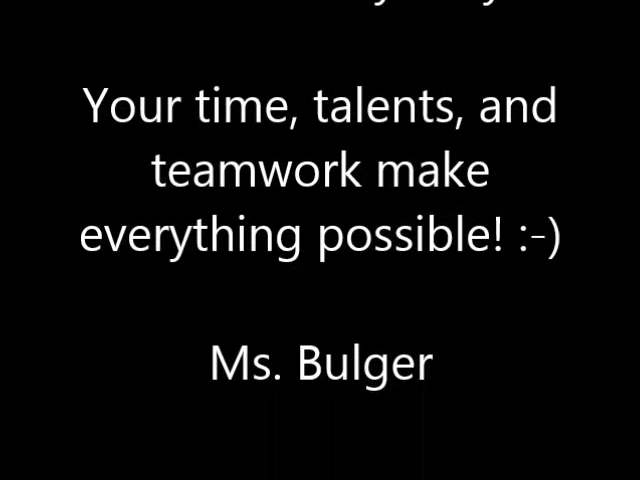 Your time, talents, and
teamwork make
everything possible! :-)
Ms. Bulger